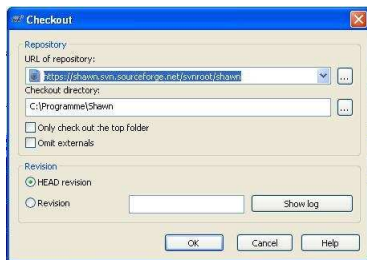 Checkout
Repository
URL of repository:
https://shawn.svn.sourceforge.net/svnroot/shawn
...
Checkout directory:
C:\Programme\Shawn
...
Only check out the top folder
Omit externals
Revision
HEAD revision
Revision
Show log
OK
Cancel
Help